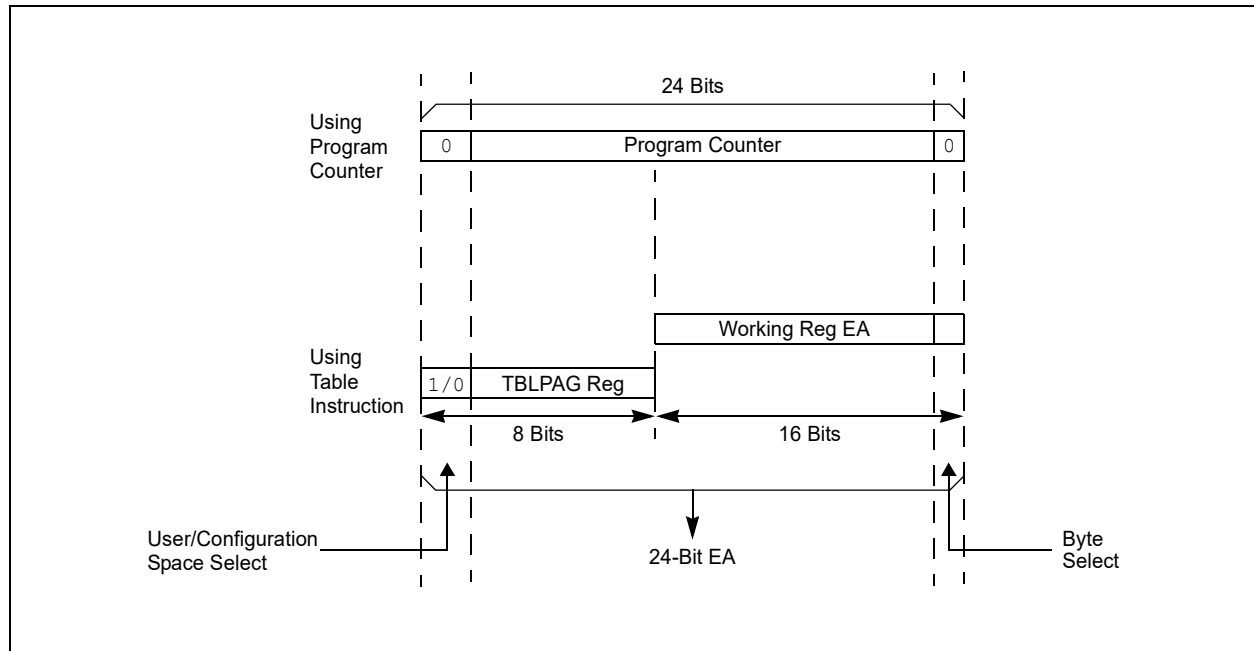 24 Bits
Using
Program
Counter
0
Program Counter
0
Working Reg EA
Using
Table
Instruction
1/0
TBLPAG Reg
8 Bits
16 Bits
User/Configuration
Space Select
24-Bit EA
Byte
Select